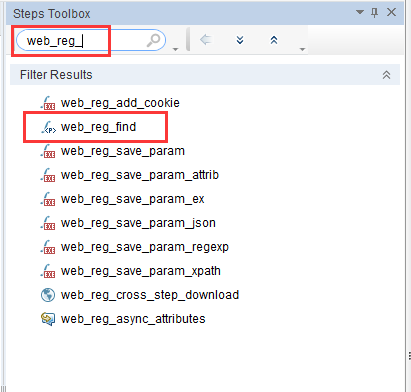 Steps Toolbox
web_reg_
Filter Results
web_reg_add_cookie
web_reg_find
web_reg_save_param
web_reg_save_param_attrib
web_reg_save_param_ex
web_reg_save_param_json
web_reg_save_param_regexp
web_reg_save_param_xpath
web_reg_cross_step_download
web_reg_async_attributes